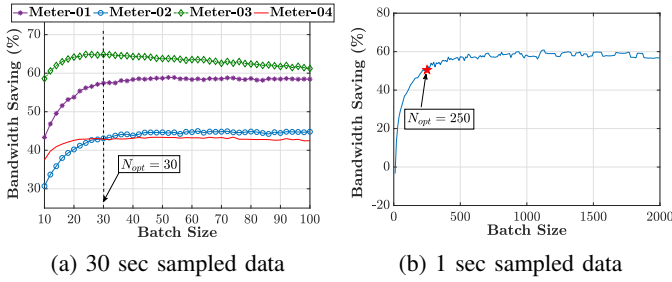 Meter-01 Meter-02 Meter-03 Meter-04
Bandwidth Saving (%)
70
60
50
40
30
N_opt = 30
10 20 30 40 50 60 70 80 90 100
Batch Size
(a) 30 sec sampled data
Bandwidth Saving (%)
80
60
40
20
0
-20
N_opt = 250
0 500 1000 1500 2000
Batch Size
(b) 1 sec sampled data